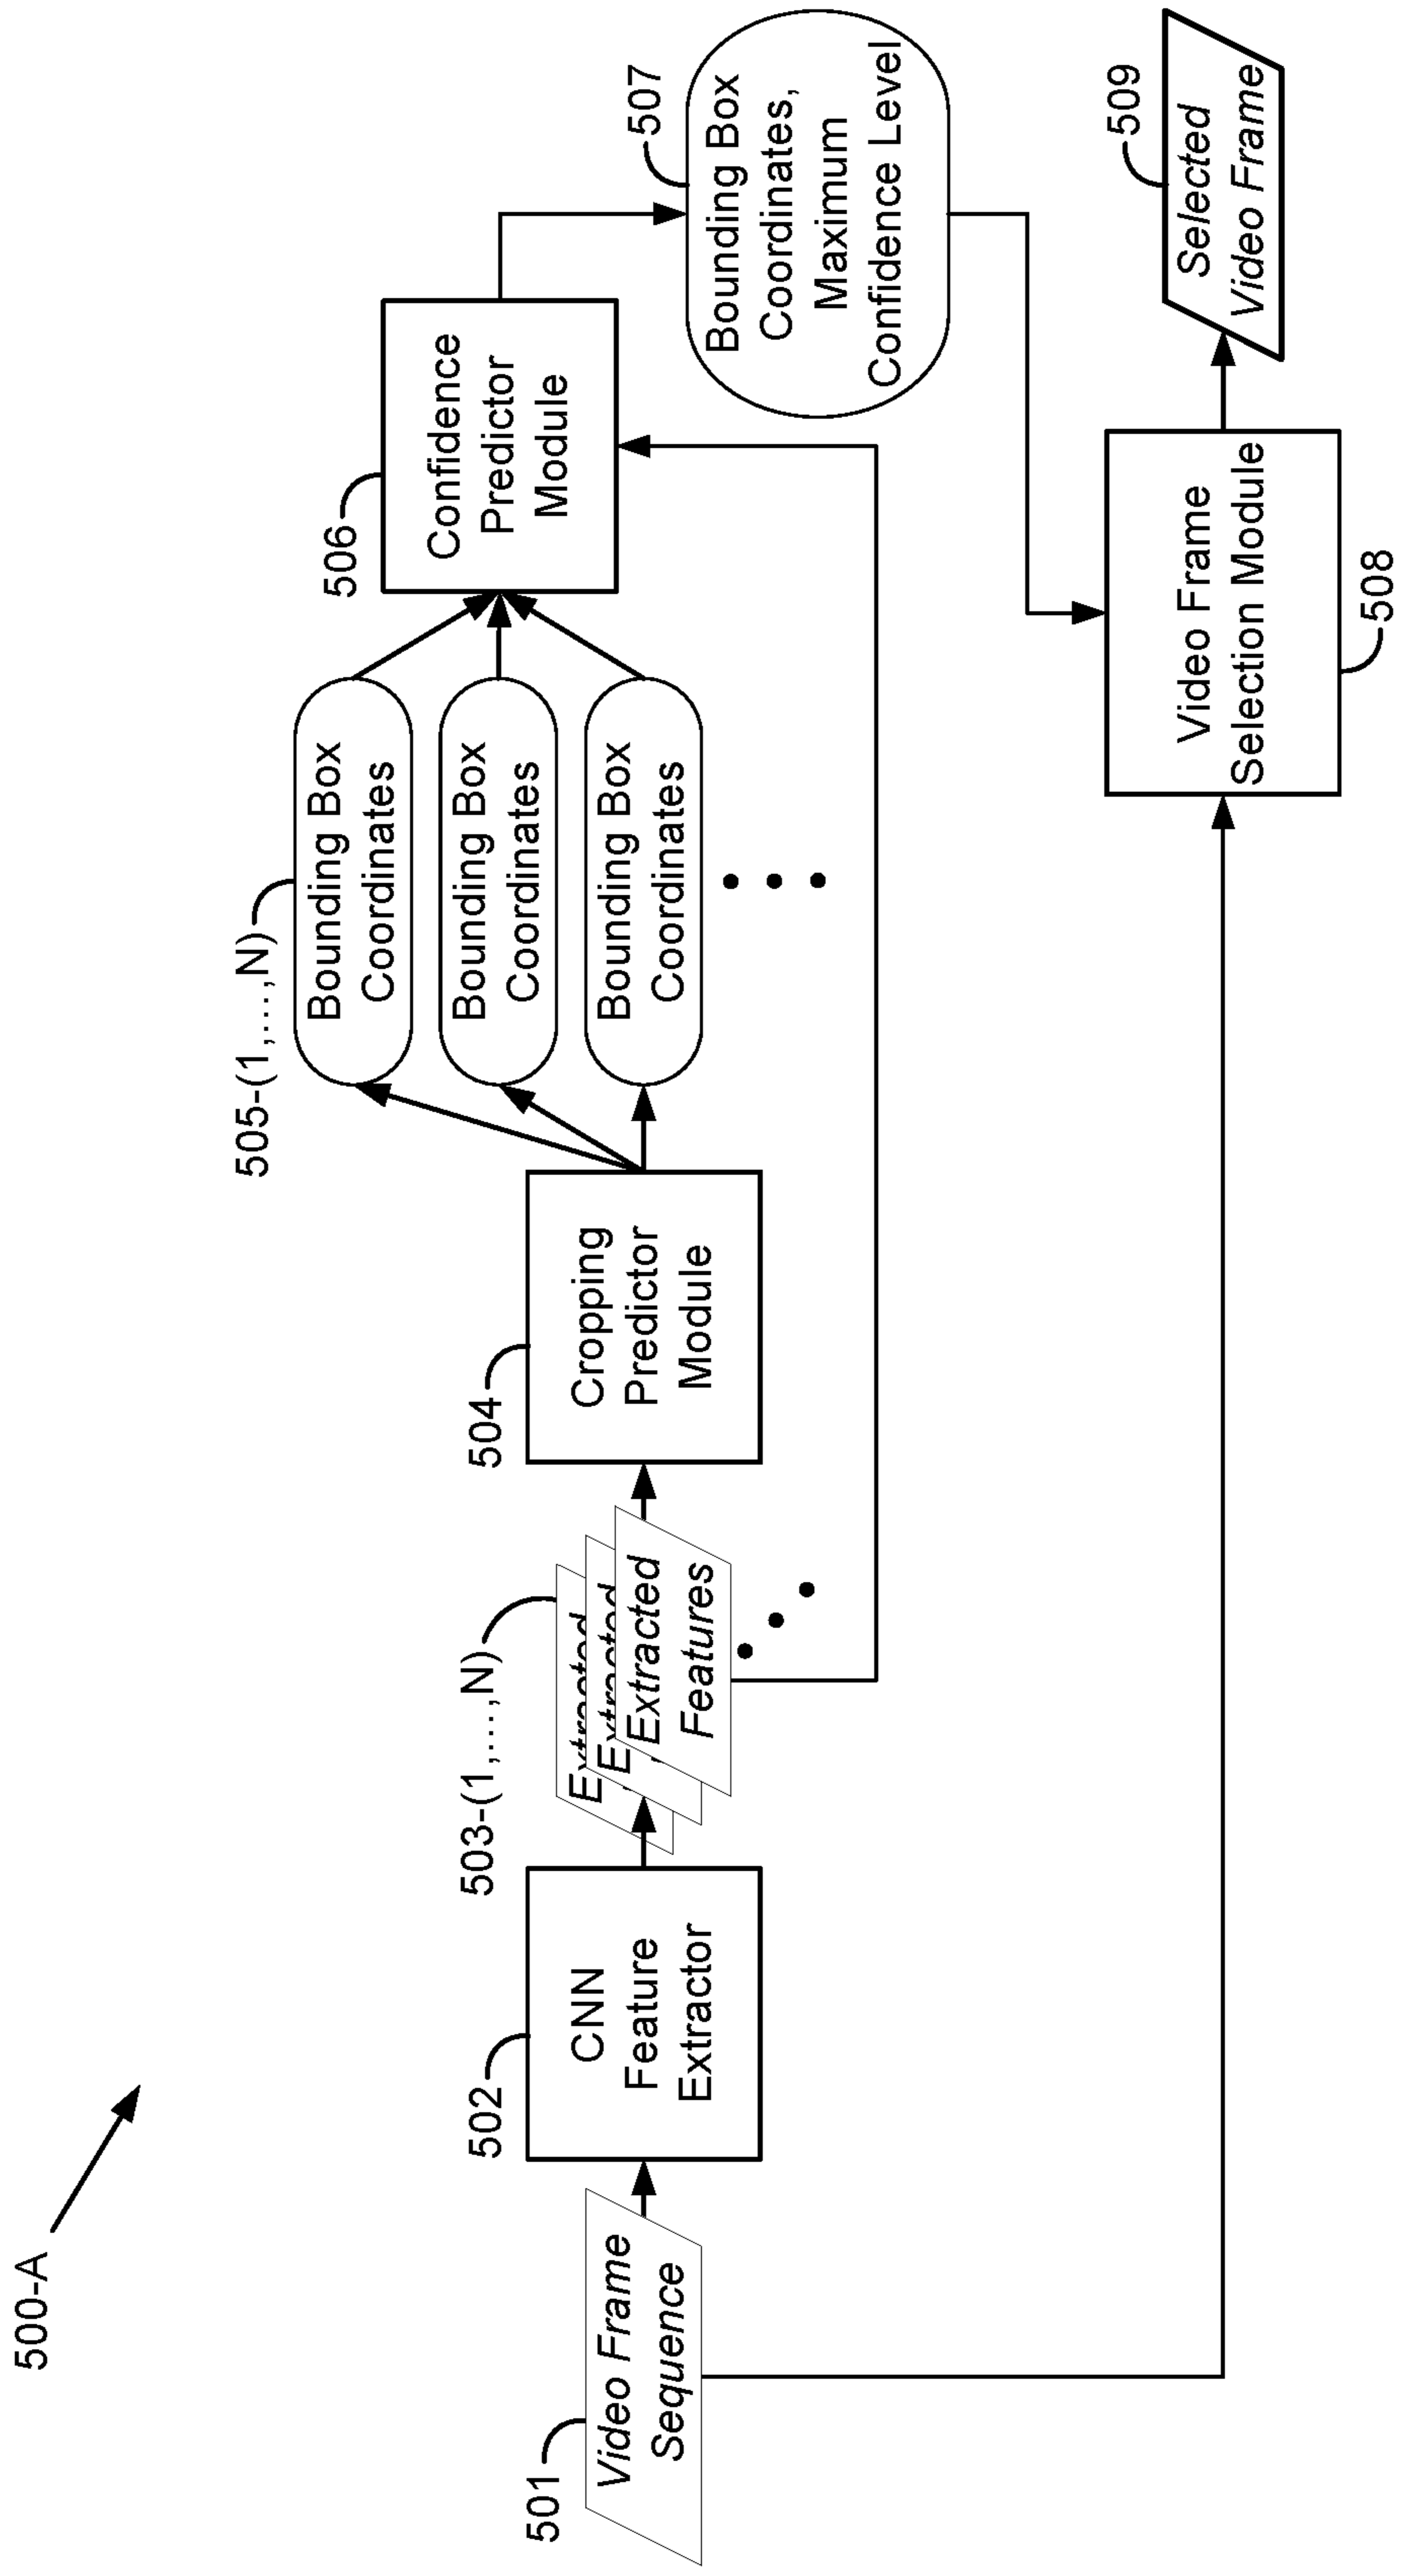 500-A
501
Video Frame
Sequence
502
CNN
Feature
Extractor
503-(1,...,N)
Extracted
Extracted
Extracted
Features
504
Cropping
Predictor
Module
505-(1,...,N)
Bounding Box
Coordinates
Bounding Box
Coordinates
Bounding Box
Coordinates
506
Confidence
Predictor
Module
507
Bounding Box
Coordinates,
Maximum
Confidence Level
Video Frame
Selection Module
508
509
Selected
Video Frame